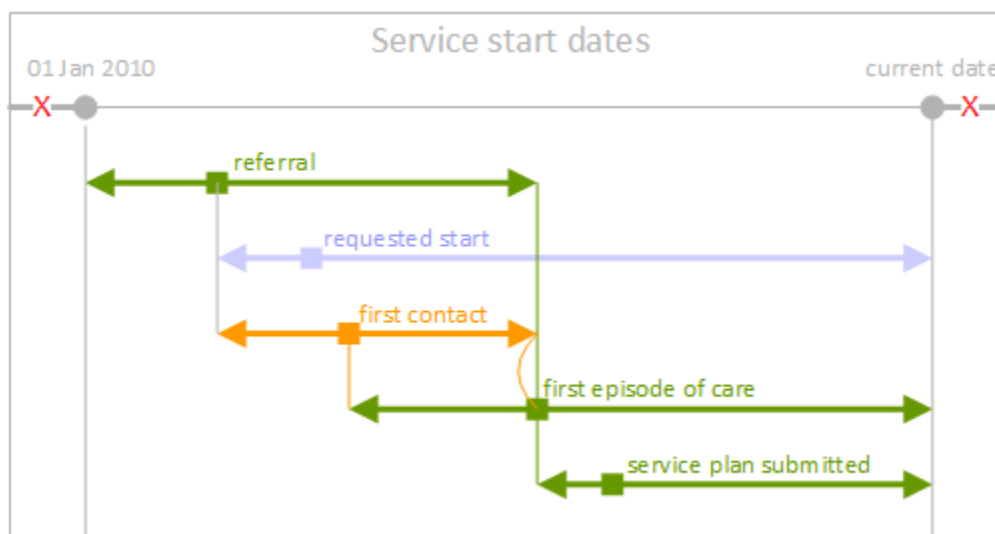 Service start dates
01 Jan 2010
current date
X
X
referral
requested start
first contact
first episode of care
service plan submitted